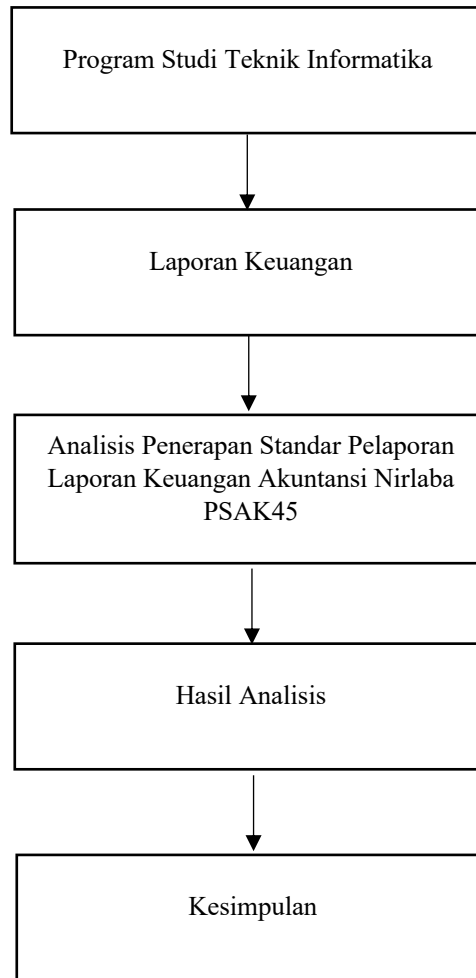 Program Studi Teknik Informatika
Laporan Keuangan
Analisis Penerapan Standar Pelaporan
Laporan Keuangan Akuntansi Nirlaba
PSAK45
Hasil Analisis
Kesimpulan